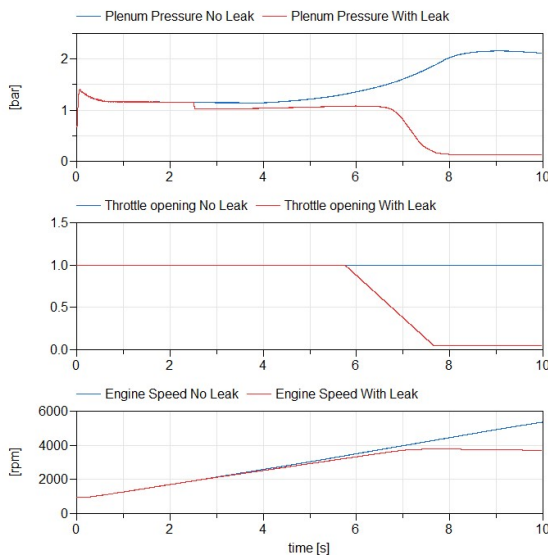 Plenum Pressure No Leak Plenum Pressure With Leak
[bar]
2
1
0
0 2 4 6 8 10
Throttle opening No Leak Throttle opening With Leak
1.5
1.0
0.5
0.0
0 2 4 6 8 10
Engine Speed No Leak Engine Speed With Leak
[rpm]
6000
4000
2000
0
0 2 4 6 8 10
time [s]